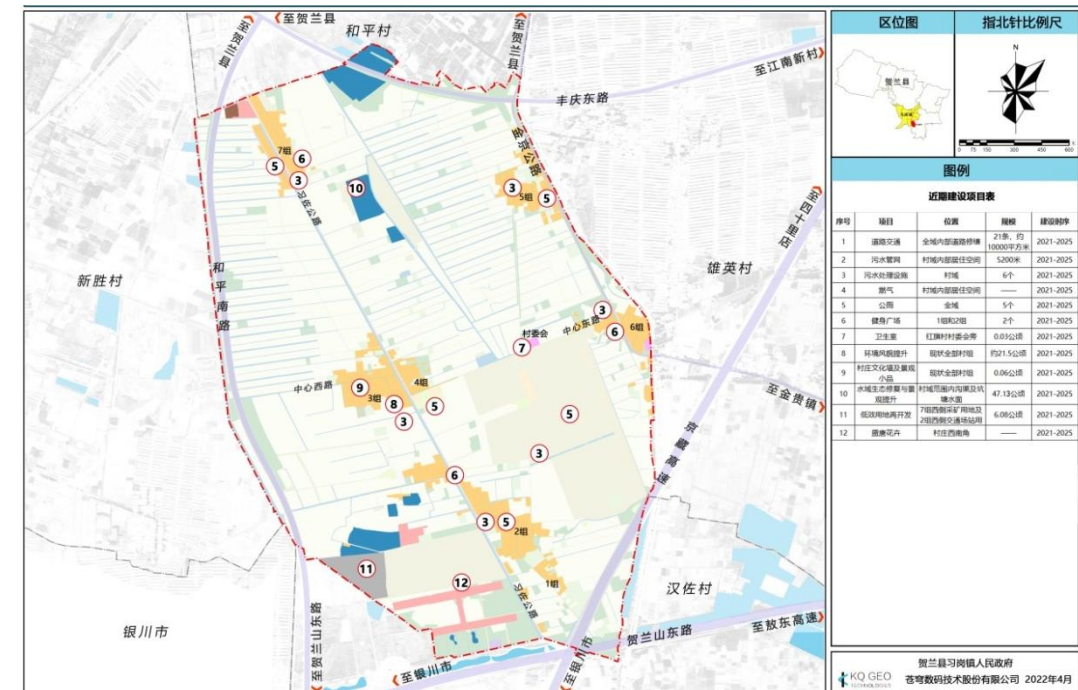 至贺兰县
至贺兰县
和平村
至贺兰县
至江南新村
丰庆东路
金京公路
7组
5
6
3
10
3
5组
5
至四十里店
新胜村
和平南路
雄英村
3
中心东路
6组
6
村委会
7
中心西路
4组
9
3组
8
5
3
至金贵镇
5
3
京藏高速
6
3
5
2组
11
12
1组
汉佐村
银川市
至贺兰山东路
至银川市
至银川市
贺兰山东路
至敖东高速
区位图
指北针比例尺
贺兰县
N
0 75 150 300 450 600
图例
近期建设项目表
序号 项目 位置 规模 建设时序
1 道路交通 全域内部道路修缮 21条，约10000平方米 2021-2025
2 污水管网 村域内部居住空间 5200米 2021-2025
3 污水处理设施 村域 6个 2021-2025
4 燃气 村域内部居住空间 —— 2021-2025
5 公厕 全域 5个 2021-2025
6 健身广场 1组和2组 2个 2021-2025
7 卫生室 红旗村村委会旁 0.03公顷 2021-2025
8 环境风貌提升 现状全部村组 约21.5公顷 2021-2025
9 村庄文化墙及景观小品 现状全部村组 0.06公顷 2021-2025
10 水域生态修复与景观提升 村域范围内沟渠及坑塘水面 47.13公顷 2021-2025
11 低效用地再开发 7组西侧采矿用地及2组西侧交通场站用 6.08公顷 2021-2025
12 盛唐花卉 村庄西南角 —— 2021-2025
KQ GEO
TECHNOLOGIES
贺兰县习岗镇人民政府
苍穹数码技术股份有限公司 2022年4月